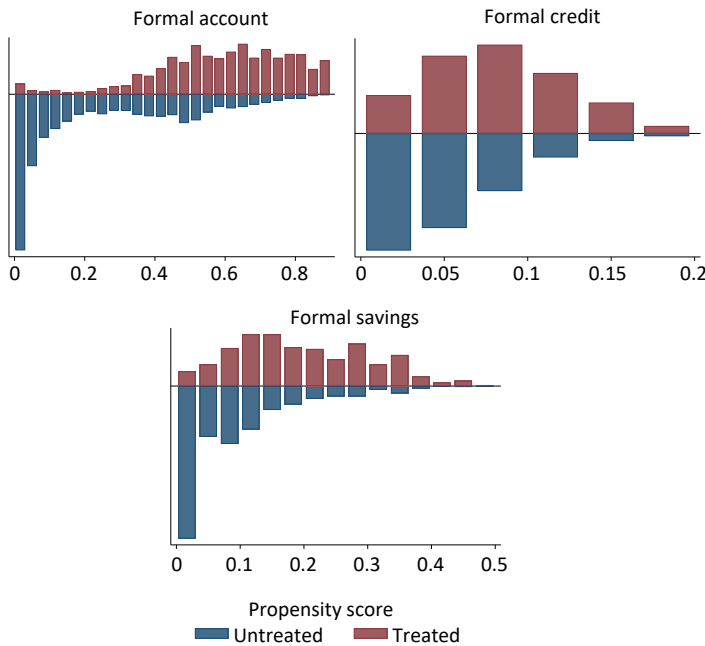 Formal account
Formal credit
0 0.2 0.4 0.6 0.8
0 0.05 0.1 0.15 0.2
Formal savings
0 0.1 0.2 0.3 0.4 0.5
Propensity score
Untreated Treated